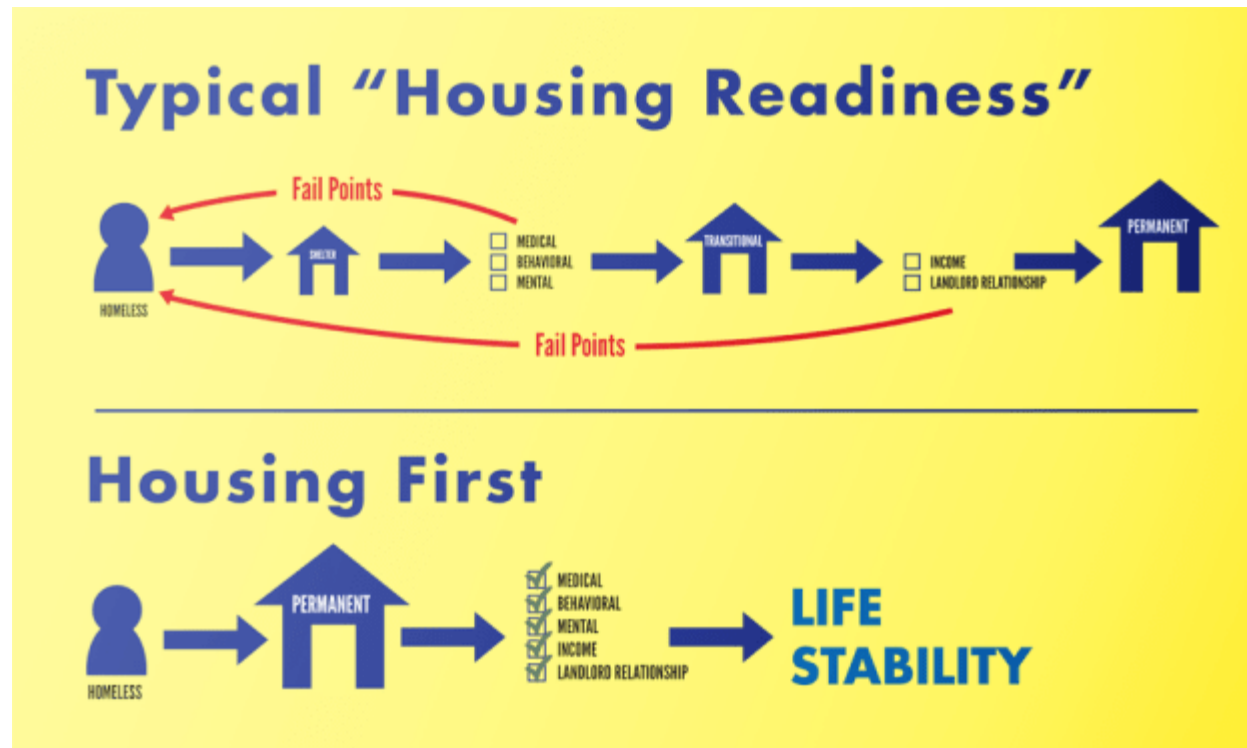 Typical “Housing Readiness”
Fail Points
HOMELESS
SHELTER
MEDICAL
BEHAVIORAL
MENTAL
TRANSITIONAL
INCOME
LANDLORD RELATIONSHIP
PERMANENT
Fail Points
Housing First
HOMELESS
PERMANENT
MEDICAL
BEHAVIORAL
MENTAL
INCOME
LANDLORD RELATIONSHIP
LIFE
STABILITY